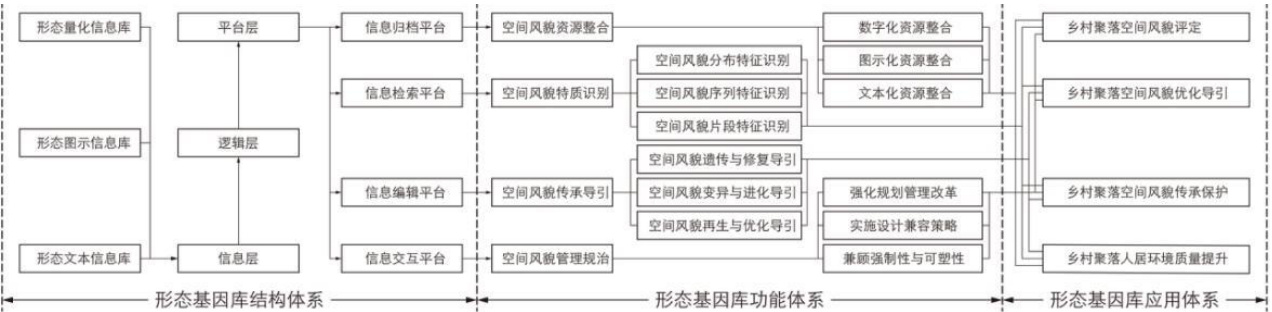 形态量化信息库
平台层
信息归档平台
空间风貌资源整合
数字化资源整合
乡村聚落空间风貌评定
空间风貌分布特征识别
图示化资源整合
信息检索平台
空间风貌特质识别
空间风貌序列特征识别
文本化资源整合
乡村聚落空间风貌优化导引
空间风貌片段特征识别
形态图示信息库
逻辑层
空间风貌遗传与修复导引
信息编辑平台
空间风貌传承导引
空间风貌变异与进化导引
强化规划管理改革
乡村聚落空间风貌传承保护
空间风貌再生与优化导引
实施设计兼容策略
形态文本信息库
信息层
信息交互平台
空间风貌管理规治
兼顾强制性与可塑性
乡村聚落人居环境质量提升
形态基因库结构体系
形态基因库功能体系
形态基因库应用体系